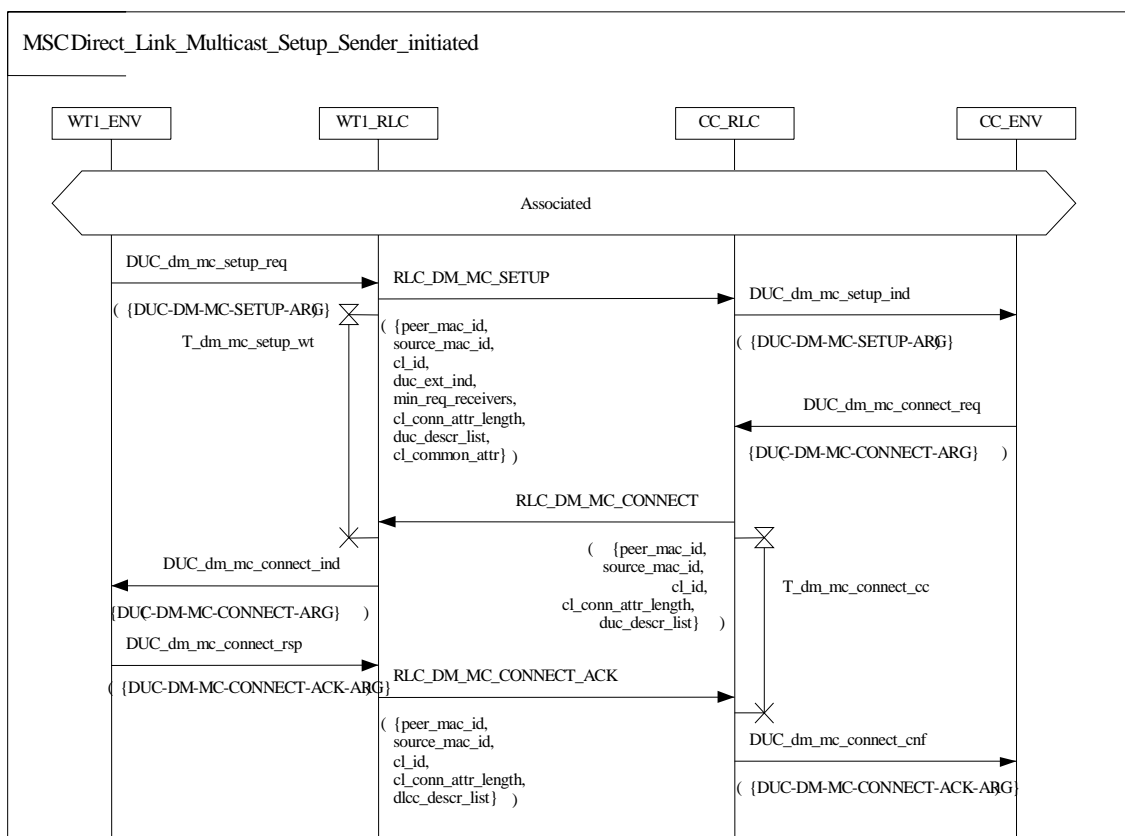 MSCDirect_Link_Multicast_Setup_Sender_initiated
WT1_ENV
WT1_RLC
CC_RLC
CC_ENV
Associated
DUC_dm_mc_setup_req
( {DUC-DM-MC-SETUP-ARG})
RLC_DM_MC_SETUP
( {peer_mac_id,
source_mac_id,
cl_id,
duc_ext_ind,
min_req_receivers,
cl_conn_attr_length,
duc_descr_list,
cl_common_attr} )
DUC_dm_mc_setup_ind
( {DUC-DM-MC-SETUP-ARG})
T_dm_mc_setup_wt
DUC_dm_mc_connect_req
({DUC-DM-MC-CONNECT-ARG} )
RLC_DM_MC_CONNECT
( {peer_mac_id,
source_mac_id,
cl_id,
cl_conn_attr_length,
duc_descr_list} )
T_dm_mc_connect_cc
DUC_dm_mc_connect_ind
({DUC-DM-MC-CONNECT-ARG} )
DUC_dm_mc_connect_rsp
( {DUC-DM-MC-CONNECT-ACK-ARG})
RLC_DM_MC_CONNECT_ACK
( {peer_mac_id,
source_mac_id,
cl_id,
cl_conn_attr_length,
dlcc_descr_list} )
DUC_dm_mc_connect_cnf
( {DUC-DM-MC-CONNECT-ACK-ARG})